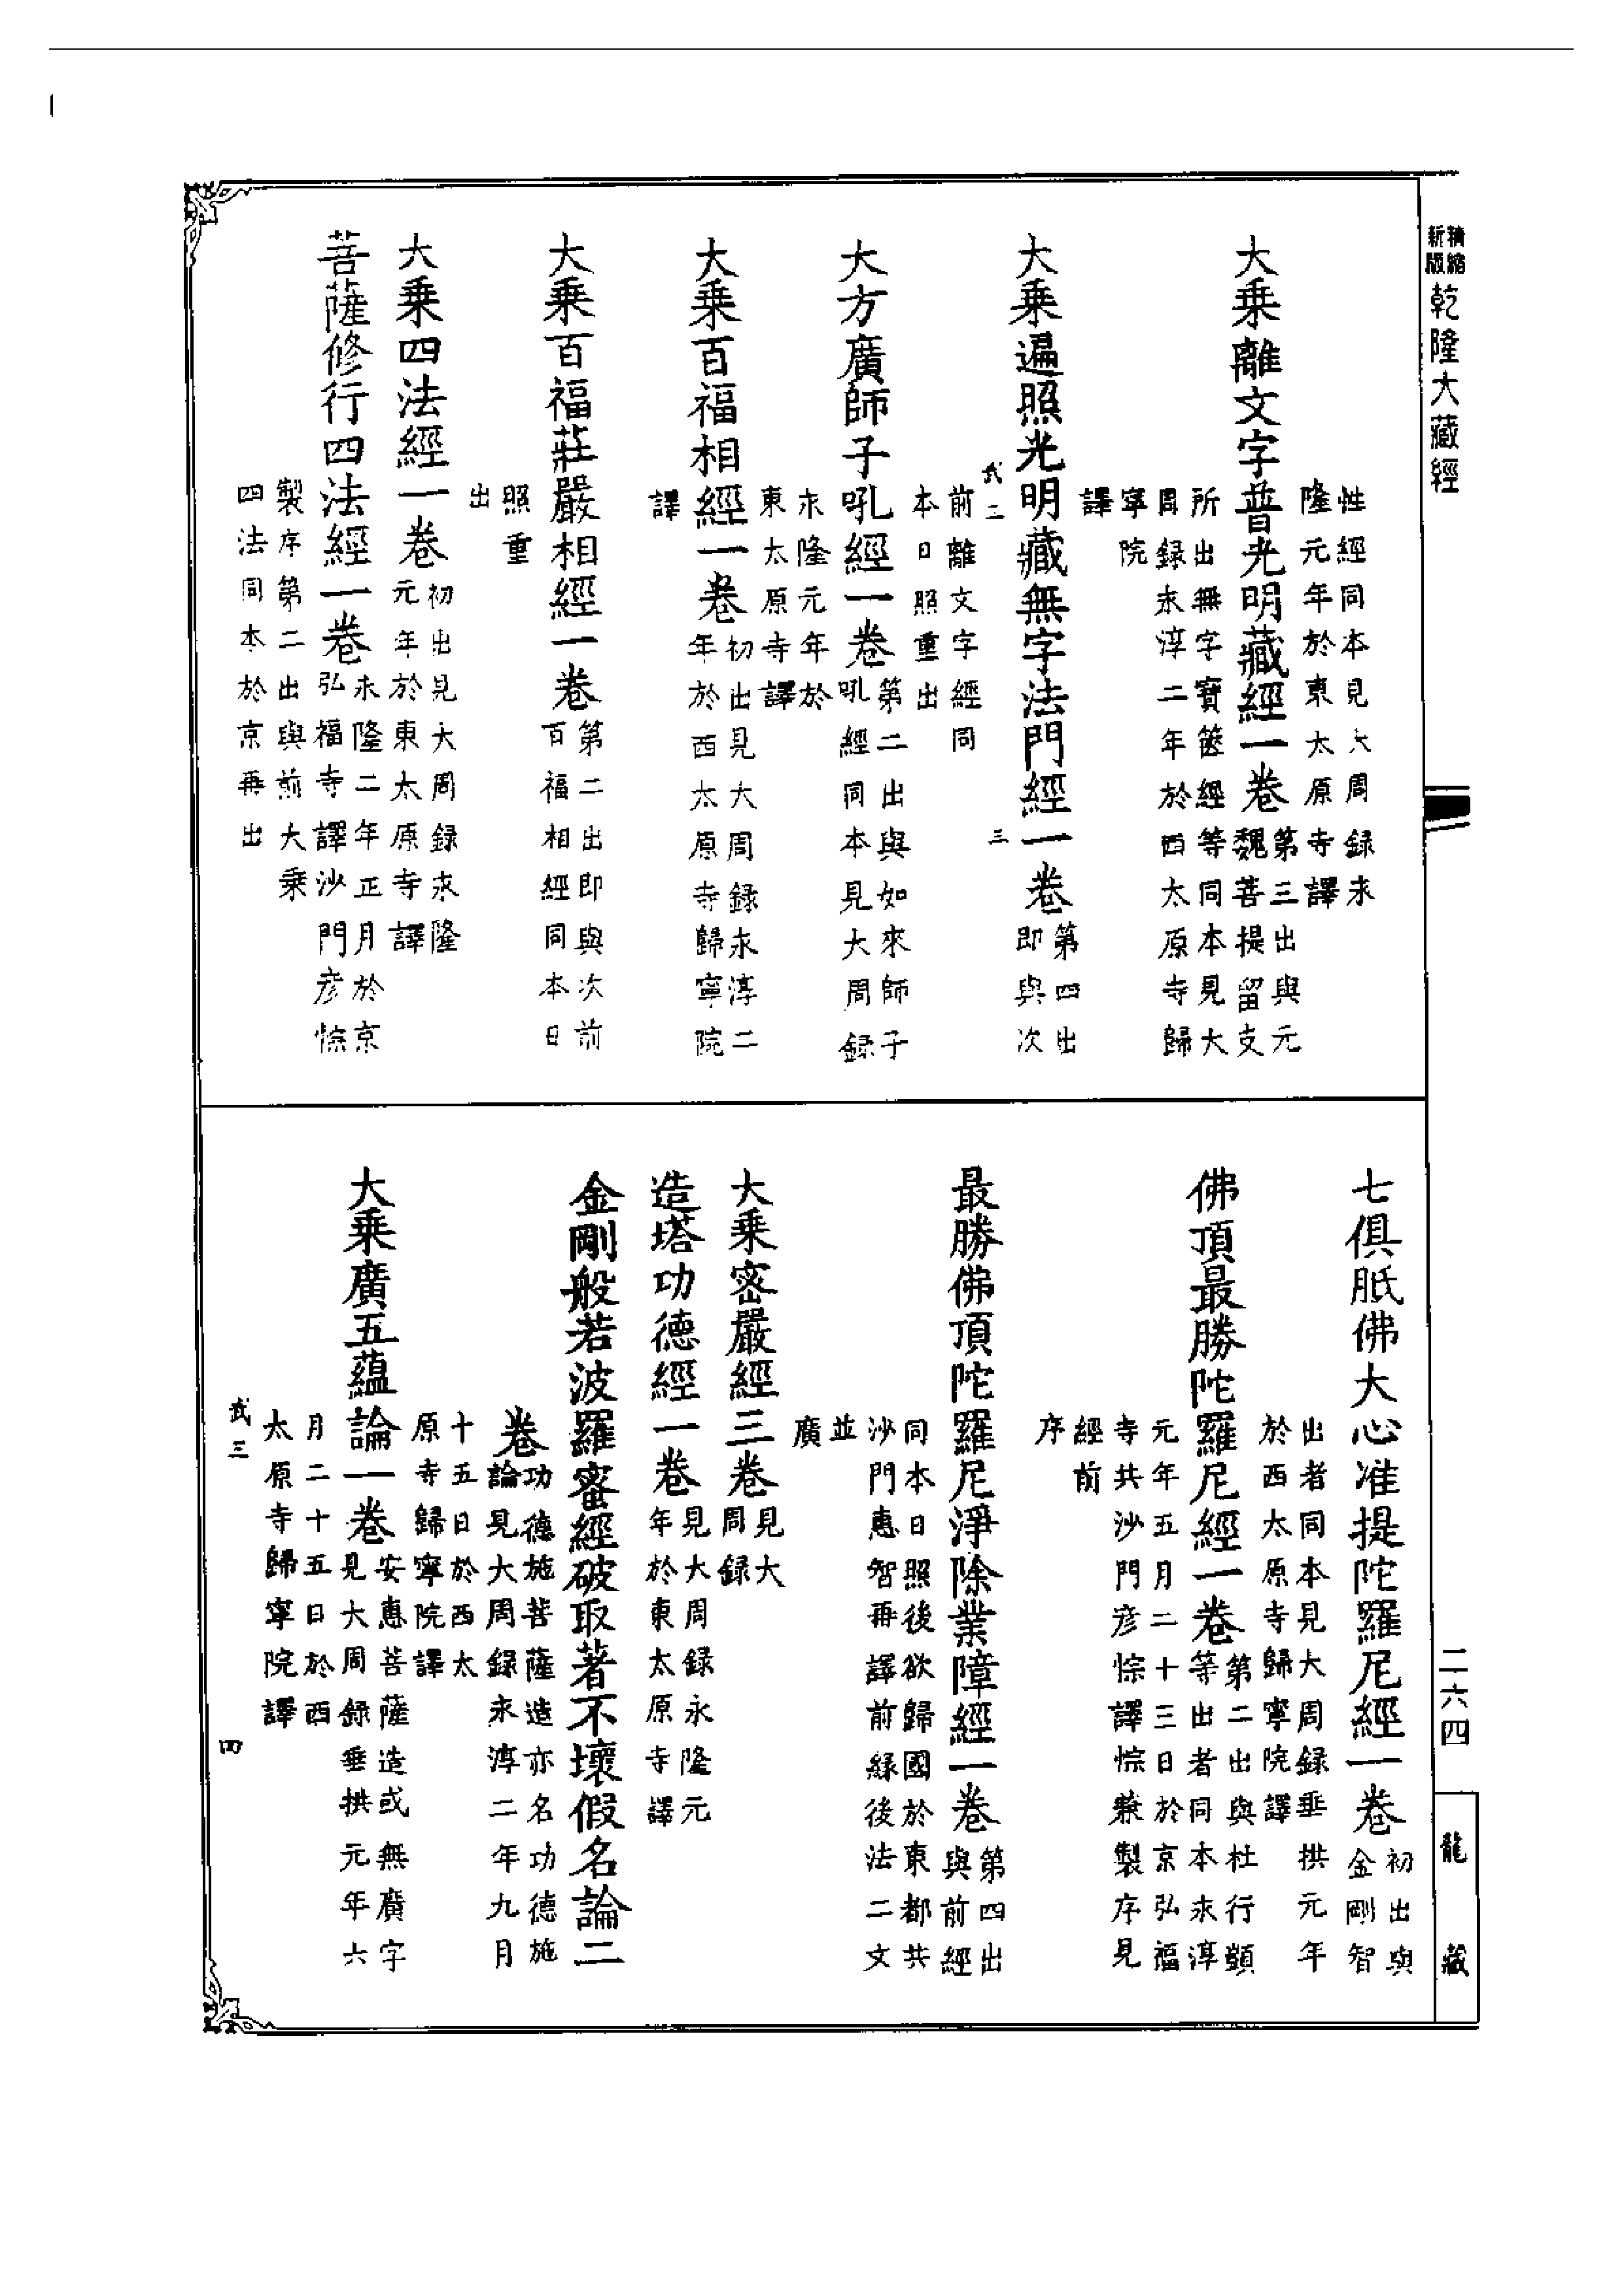 精縮
新版
乾隆大藏經
性經同本見大周録永
隆元年於東太原寺譯
大乘離文字普光明藏經一卷
第三出與元
魏菩提留支
所出無字寶篋經等同本見大
周録永淳二年於西太原寺歸
寧院
譯
大乘遍照光明藏無字法門經一卷
第四出
即與次
武二 三
前離文字經同
本日照重出
大方廣師子吼經一卷
第二出與如來師子
吼經同本見大周録
永隆元年於
東太原寺譯
大乘百福相經一卷
初出見大周録永淳二
年於西太原寺歸寧院
譯
大乘百福莊嚴相經一卷
第二出即與次前
百福相經同本日
照重
出
大乘四法經一卷
初出見大周録永隆
元年於東太原寺譯
菩薩修行四法經一卷
永隆二年正月於京
弘福寺譯沙門彦悰
製序第二出與前大乘
四法同本於京再出
二六四
龍藏
七俱胝佛大心准提陀羅尼經一卷
初出與
金剛智
出者同本見大周録垂拱元年
於西太原寺歸寧院譯
佛頂最勝陀羅尼經一卷
第二出與杜行顗
等出者同本永淳
元年五月二十三日於京弘福
寺共沙門彦悰譯悰兼製序見
經前
序
最勝佛頂陀羅尼淨除業障經一卷
第四出
與前經
同本日照後欲歸國於東都共
沙門惠智再譯前緑後法二文
並
廣
大乘密嚴經三卷
見大
周録
造塔功德經一卷
見大周録永隆元
年於東太原寺譯
金剛般若波羅蜜經破取著不壞假名論二
卷
功德施菩薩造亦名功德施
論見大周録永淳二年九月
十五日於西太
原寺歸寧院譯
大乘廣五蘊論一卷
安惠菩薩造或無廣字
見大周録垂拱元年六
月二十五日於西
太原寺歸寧院譯
武三 四